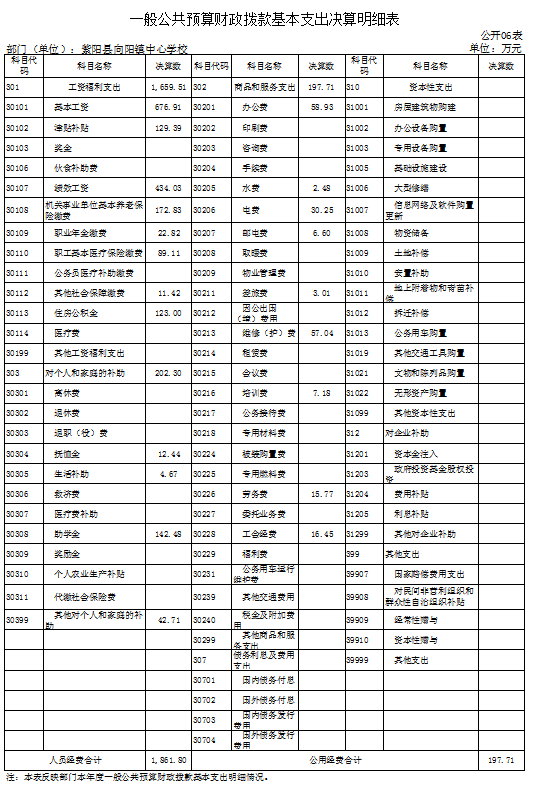 一般公共预算财政拨款基本支出决算明细表
公开06表
部门（单位）：紫阳县向阳镇中心学校 单位：万元
科目代码 科目名称 决算数 科目代码 科目名称 决算数 科目代码 科目名称 决算数
301 工资福利支出 1,659.51 302 商品和服务支出 197.71 310 资本性支出
30101 基本工资 676.91 30201 办公费 58.93 31001 房屋建筑物购建
30102 津贴补贴 129.39 30202 印刷费 31002 办公设备购置
30103 奖金 30203 咨询费 31003 专用设备购置
30106 伙食补助费 30204 手续费 31005 基础设施建设
30107 绩效工资 434.03 30205 水费 2.48 31006 大型修缮
30108 机关事业单位基本养老保险缴费 172.83 30206 电费 30.25 31007 信息网络及软件购置更新
30109 职业年金缴费 22.82 30207 邮电费 6.60 31008 物资储备
30110 职工基本医疗保险缴费 89.11 30208 取暖费 31009 土地补偿
30111 公务员医疗补助缴费 30209 物业管理费 31010 安置补助
30112 其他社会保障缴费 11.42 30211 差旅费 3.01 31011 地上附着物和青苗补偿
30113 住房公积金 123.00 30212 因公出国（境）费用 31012 拆迁补偿
30114 医疗费 30213 维修（护）费 57.04 31013 公务用车购置
30199 其他工资福利支出 30214 租赁费 31019 其他交通工具购置
303 对个人和家庭的补助 202.30 30215 会议费 31021 文物和陈列品购置
30301 离休费 30216 培训费 7.18 31022 无形资产购置
30302 退休费 30217 公务接待费 31099 其他资本性支出
30303 退职（役）费 30218 专用材料费 312 对企业补助
30304 抚恤金 12.44 30224 被装购置费 31201 资本金注入
30305 生活补助 4.67 30225 专用燃料费 31203 政府投资基金股权投资
30306 救济费 30226 劳务费 15.77 31204 费用补贴
30307 医疗费补助 30227 委托业务费 31205 利息补贴
30308 助学金 142.48 30228 工会经费 16.45 31299 其他对企业补助
30309 奖励金 30229 福利费 399 其他支出
30310 个人农业生产补贴 30231 公务用车运行维护费 39907 国家赔偿费用支出
30311 代缴社会保险费 30239 其他交通费用 39908 对民间非营利组织和群众性自治组织补贴
30399 其他对个人和家庭的补助 42.71 30240 税金及附加费用 39909 经常性赠与
30299 其他商品和服务支出 39910 资本性赠与
307 债务利息及费用支出 39999 其他支出
30701 国内债务付息
30702 国外债务付息
30703 国内债务发行费用
30704 国外债务发行费用
人员经费合计 1,861.80 公用经费合计 197.71
注：本表反映部门本年度一般公共预算财政拨款基本支出明细情况。